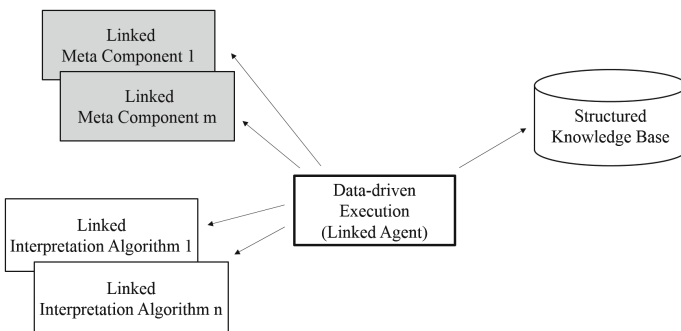 Linked
Meta Component 1
Linked
Meta Component m
Structured
Knowledge Base
Data-driven
Execution
(Linked Agent)
Linked
Interpretation Algorithm 1
Linked
Interpretation Algorithm n